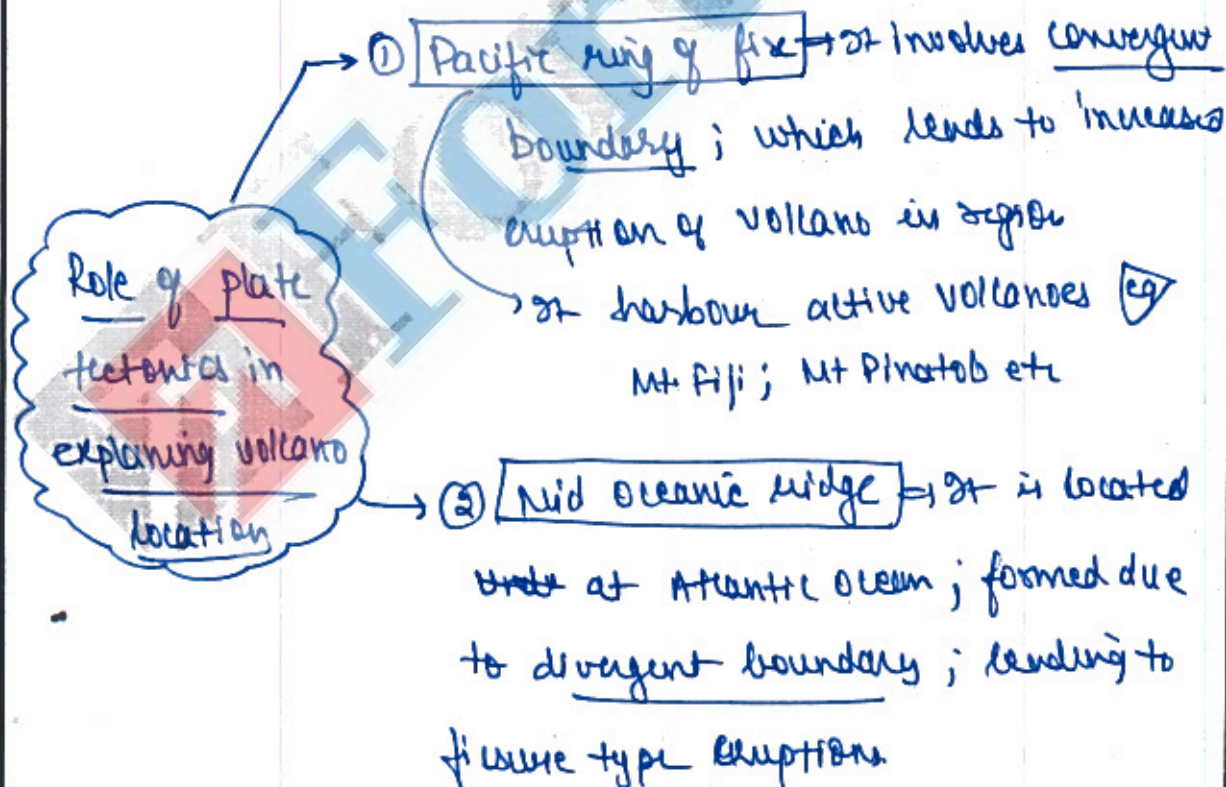 ① Pacific ring of fire → It involves convergent
boundary ; which leads to increased
eruption of volcano in region
→ It harbour active volcanoes eg
Mt Fiji ; Mt Pinatob etc
Role of plate
tectonics in
explaning volcano
location
② Mid oceanic ridge → It is located
at Atlantic ocean ; formed due
to divergent boundary ; leading to
fissure type eruptions
For